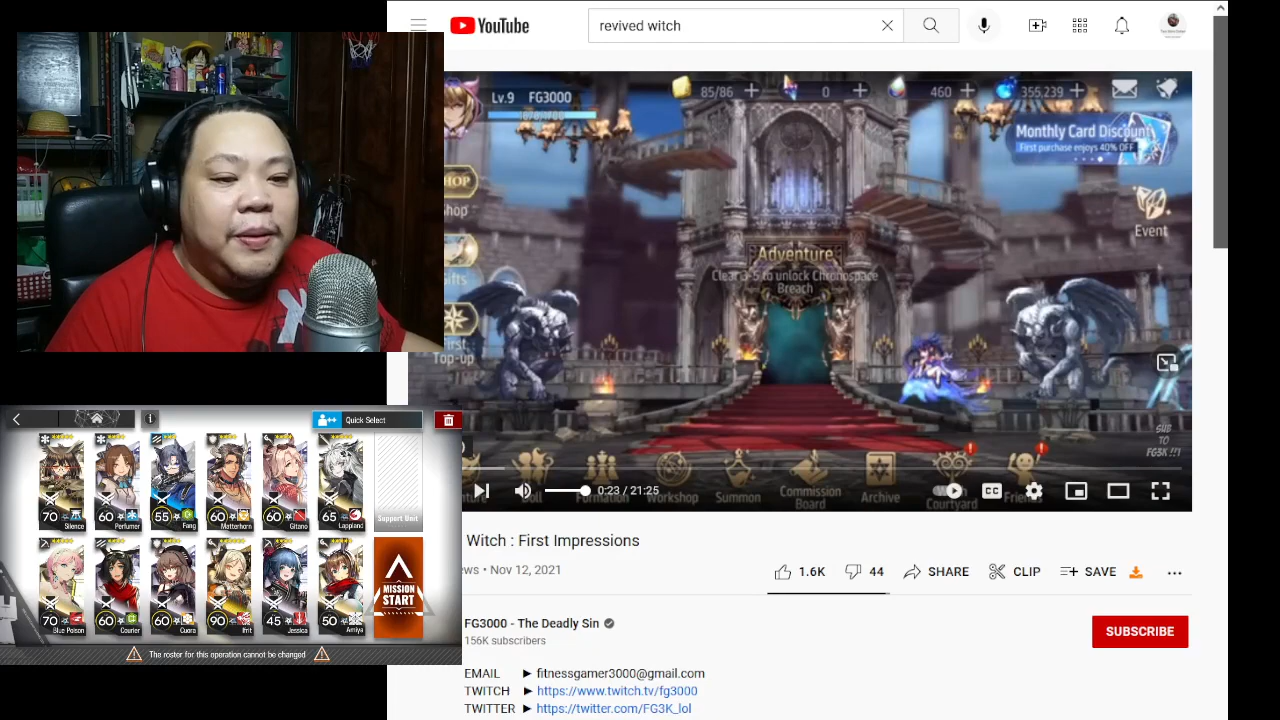 YouTube
revived witch
Lv.9 FG3000
85/86
0
460
355,239
Monthly Card Discount
First purchase enjoys 40% OFF
Shop
Event
Adventure
Clear 3-5 to unlock Chronospace
Breach
First
Top-up
SUB
TO
FG3K !!!
Workshop
Summon
Commission
Board
Archive
Courtyard
0:23 / 21:25
CC
Witch : First Impressions
Nov 12, 2021
1.6K
44
SHARE
CLIP
SAVE
FG3000 - The Deadly Sin
156K subscribers
SUBSCRIBE
EMAIL ► fitnessgamer3000@gmail.com
TWITCH ► https://www.twitch.tv/fg3000
TWITTER ► https://twitter.com/FG3K_lol
Quick Select
70 Silence
60 Perfumer
55 Fang
60 Matterhorn
60 Gitano
65 Lappland
Support Unit
70 Blue Poison
60 Courier
60 Cuora
90 Ifrit
45 Jessica
50 Amiya
MISSION
START
The roster for this operation cannot be changed